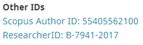 Other IDs
Scopus Author ID: 55405562100
ResearcherID: B-7941-2017